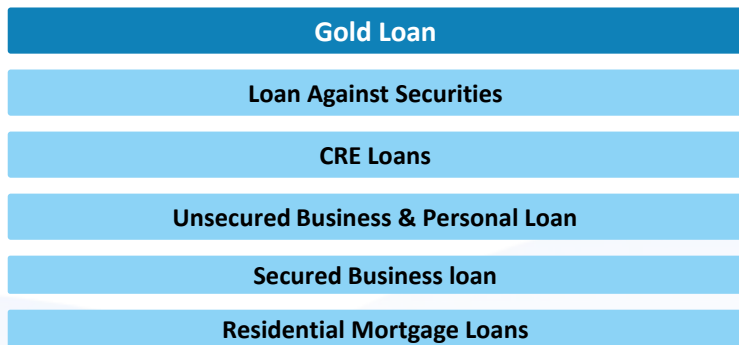 Gold Loan
Loan Against Securities
CRE Loans
Unsecured Business & Personal Loan
Secured Business loan
Residential Mortgage Loans